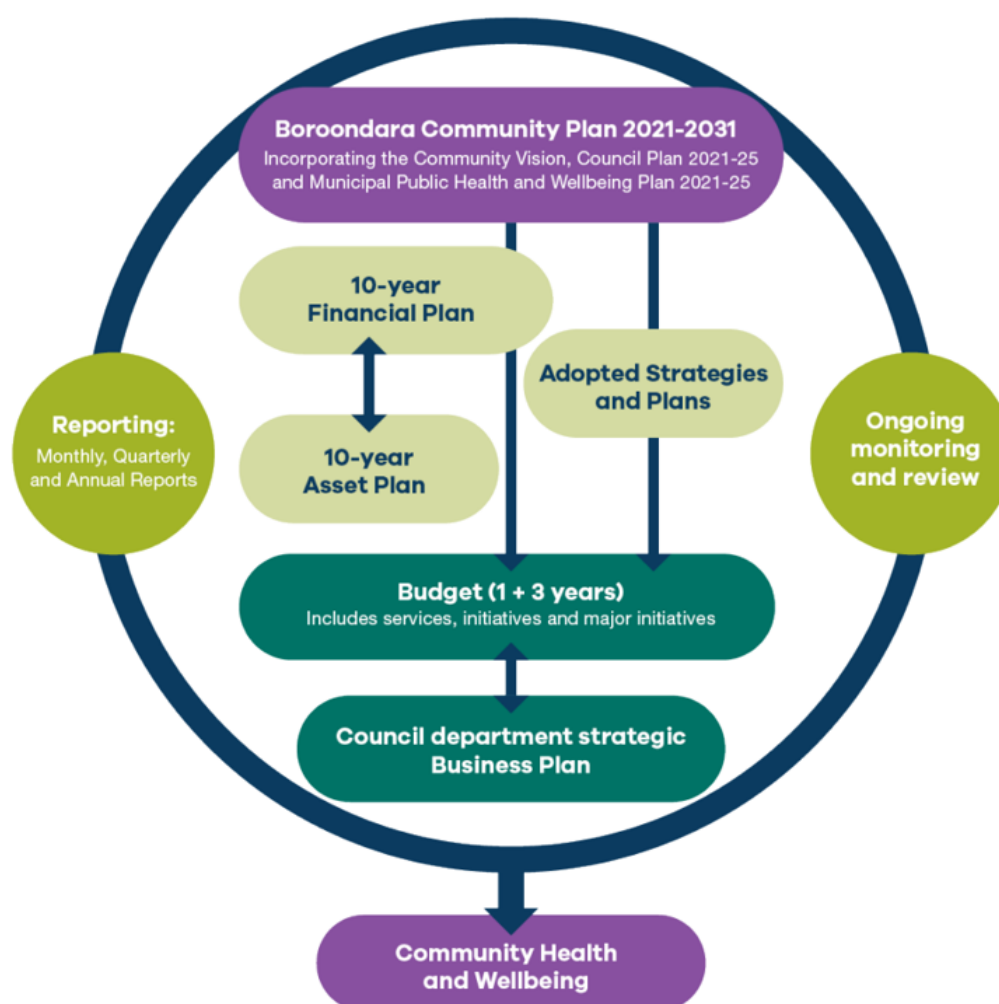 Boroondara Community Plan 2021-2031
Incorporating the Community Vision, Council Plan 2021-25
and Municipal Public Health and Wellbeing Plan 2021-25
10-year
Financial Plan
Adopted Strategies
and Plans
Reporting:
Monthly, Quarterly
and Annual Reports
10-year
Asset Plan
Ongoing
monitoring
and review
Budget (1 + 3 years)
Includes services, initiatives and major initiatives
Council department strategic
Business Plan
Community Health
and Wellbeing